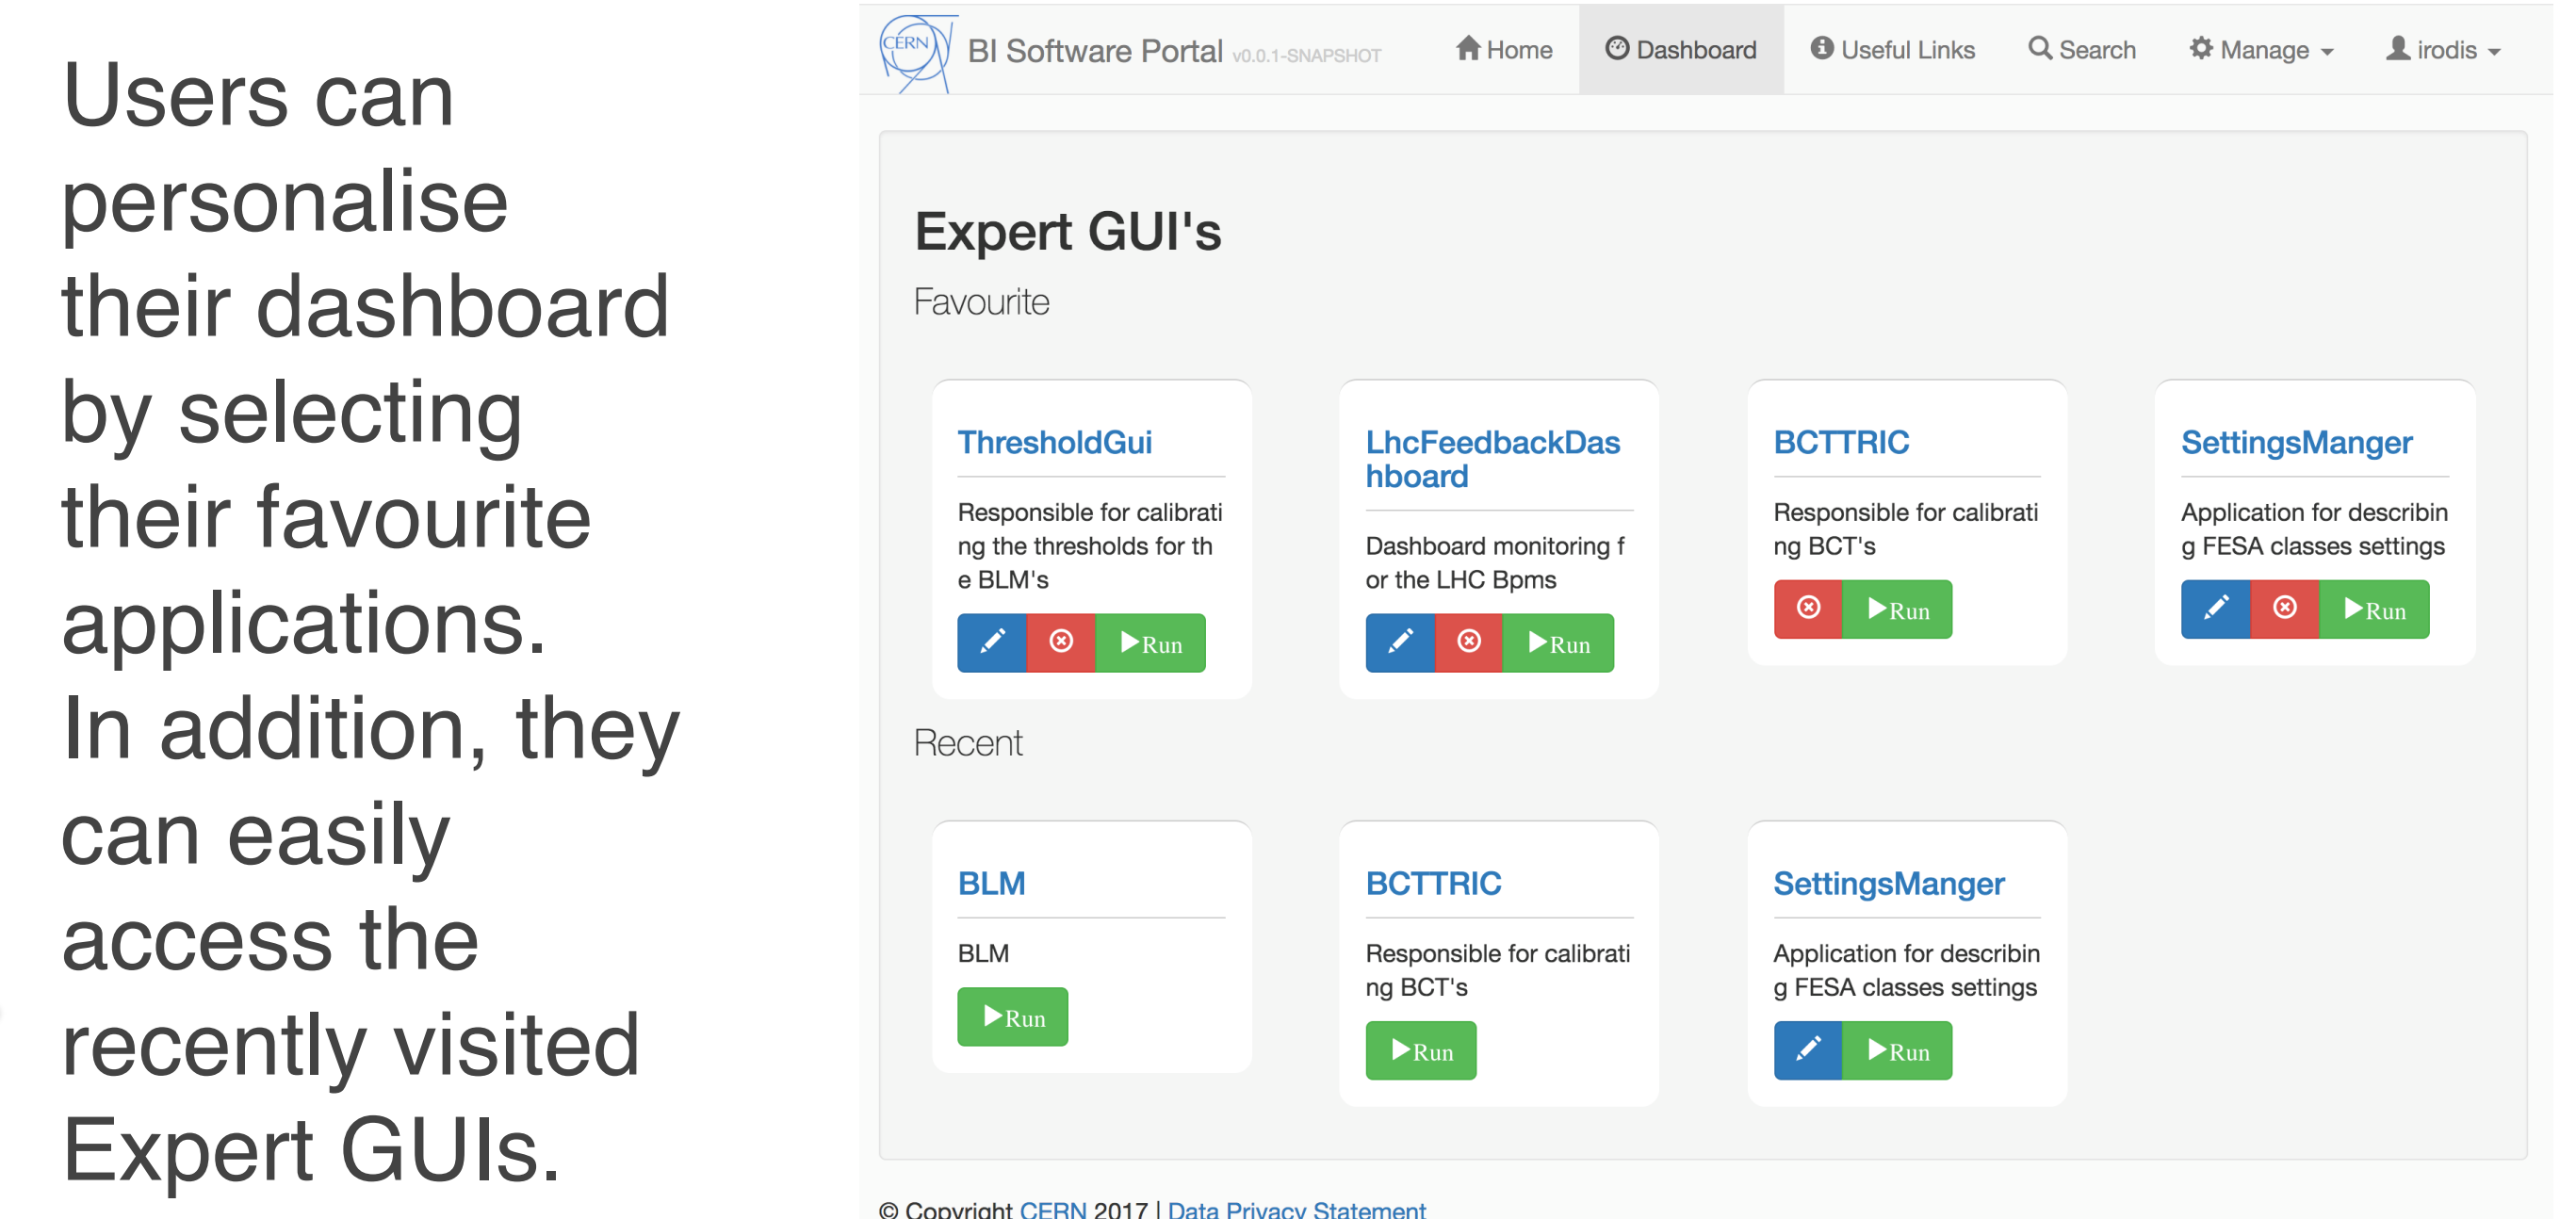 Users can
personalise
their dashboard
by selecting
their favourite
applications.
In addition, they
can easily
access the
recently visited
Expert GUIs.
CERN BI Software Portal v0.0.1-SNAPSHOT Home Dashboard Useful Links Search Manage irodis
Expert GUI's
Favourite
ThresholdGui
Responsible for calibrati
ng the thresholds for th
e BLM's
Run
LhcFeedbackDas
hboard
Dashboard monitoring f
or the LHC Bpms
Run
BCTTRIC
Responsible for calibrati
ng BCT's
Run
SettingsManger
Application for describin
g FESA classes settings
Run
Recent
BLM
BLM
Run
BCTTRIC
Responsible for calibrati
ng BCT's
Run
SettingsManger
Application for describin
g FESA classes settings
Run
© Copyright CERN 2017 | Data Privacy Statement